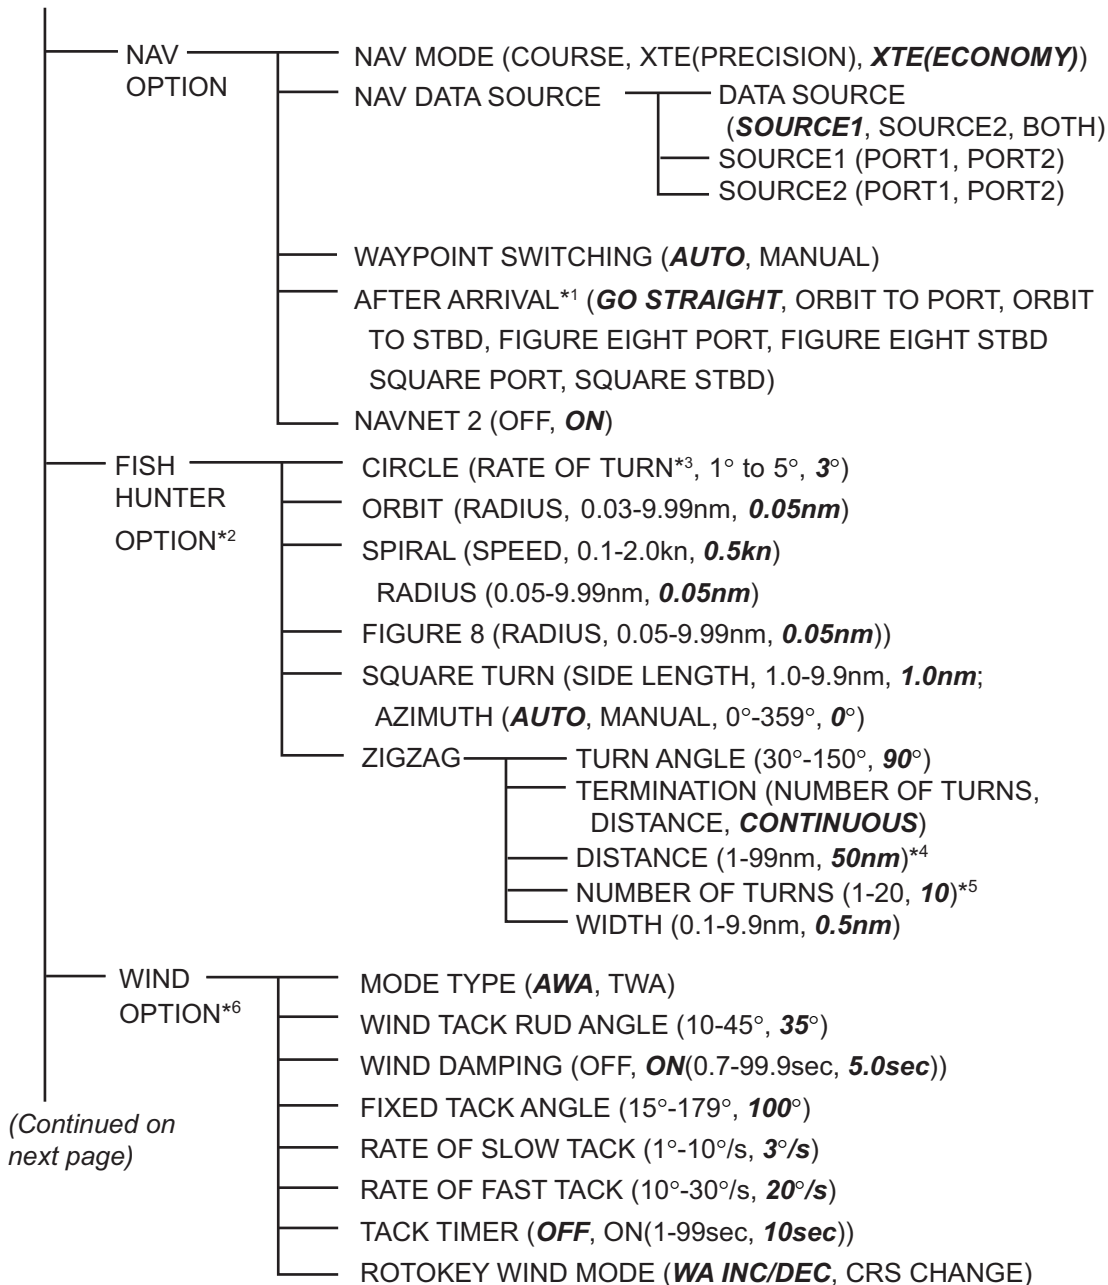 NAV OPTION
NAV MODE (COURSE, XTE(PRECISION), XTE(ECONOMY))
NAV DATA SOURCE
DATA SOURCE
(SOURCE1, SOURCE2, BOTH)
SOURCE1 (PORT1, PORT2)
SOURCE2 (PORT1, PORT2)
WAYPOINT SWITCHING (AUTO, MANUAL)
AFTER ARRIVAL*1 (GO STRAIGHT, ORBIT TO PORT, ORBIT
TO STBD, FIGURE EIGHT PORT, FIGURE EIGHT STBD
SQUARE PORT, SQUARE STBD)
NAVNET 2 (OFF, ON)
FISH
HUNTER
OPTION*2
CIRCLE (RATE OF TURN*3, 1° to 5°, 3°)
ORBIT (RADIUS, 0.03-9.99nm, 0.05nm)
SPIRAL (SPEED, 0.1-2.0kn, 0.5kn)
RADIUS (0.05-9.99nm, 0.05nm)
FIGURE 8 (RADIUS, 0.05-9.99nm, 0.05nm))
SQUARE TURN (SIDE LENGTH, 1.0-9.9nm, 1.0nm;
AZIMUTH (AUTO, MANUAL, 0°-359°, 0°)
ZIGZAG
TURN ANGLE (30°-150°, 90°)
TERMINATION (NUMBER OF TURNS,
DISTANCE, CONTINUOUS)
DISTANCE (1-99nm, 50nm)*4
NUMBER OF TURNS (1-20, 10)*5
WIDTH (0.1-9.9nm, 0.5nm)
WIND
OPTION*6
MODE TYPE (AWA, TWA)
WIND TACK RUD ANGLE (10-45°, 35°)
WIND DAMPING (OFF, ON(0.7-99.9sec, 5.0sec))
FIXED TACK ANGLE (15°-179°, 100°)
RATE OF SLOW TACK (1°-10°/s, 3°/s)
RATE OF FAST TACK (10°-30°/s, 20°/s)
TACK TIMER (OFF, ON(1-99sec, 10sec))
ROTOKEY WIND MODE (WA INC/DEC, CRS CHANGE)
(Continued on
next page)